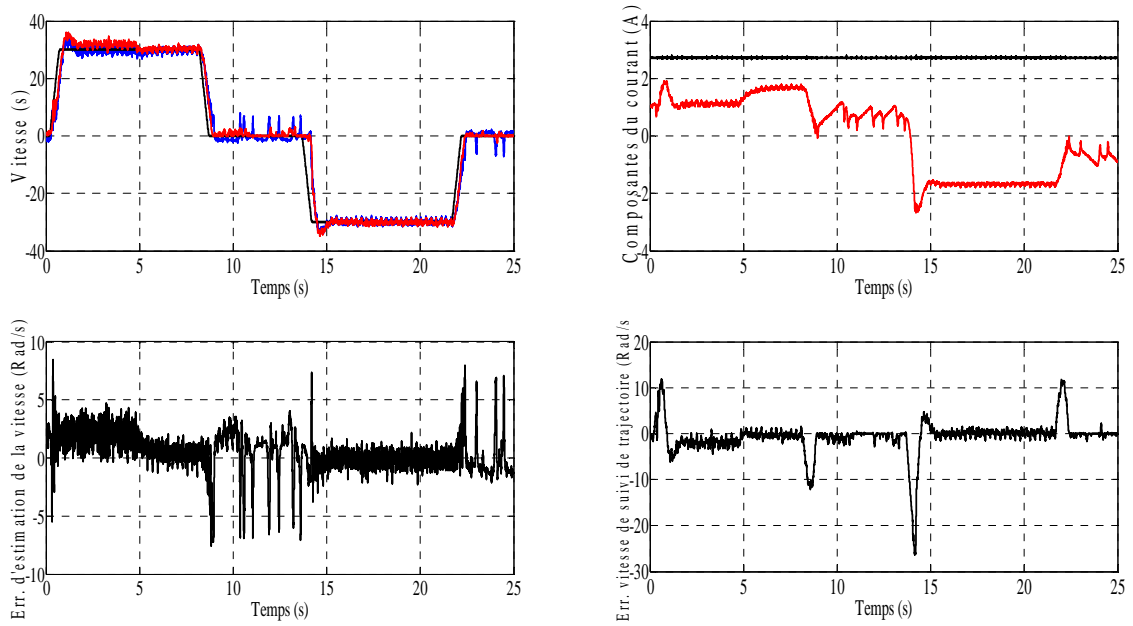 Vitesse (s)
40
20
0
-20
-40
0 5 10 15 20 25
Temps (s)
Composantes du courant (A)
4
2
0
-2
-4
0 5 10 15 20 25
Temps (s)
Err. d'estimation de la vitesse (Rad/s)
10
5
0
-5
-10
0 5 10 15 20 25
Temps (s)
Err. vitesse de suivi de trajectoire (Rad/s
20
10
0
-10
-20
-30
0 5 10 15 20 25
Temps (s)